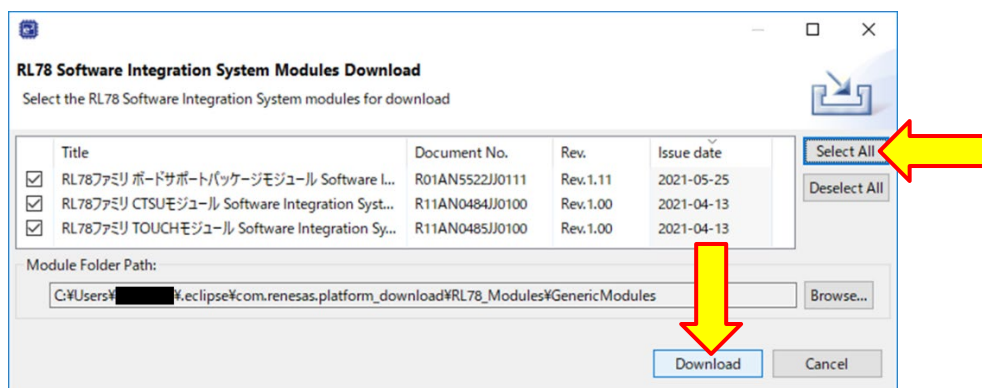 RL78 Software Integration System Modules Download
Select the RL78 Software Integration System modules for download
Title Document No. Rev. Issue date
Select All
RL78ファミリ ボードサポートパッケージモジュール Software I... R01AN5522JJ0111 Rev.1.11 2021-05-25
Deselect All
RL78ファミリ CTSUモジュール Software Integration Syst... R11AN0484JJ0100 Rev.1.00 2021-04-13
RL78ファミリ TOUCHモジュール Software Integration Sy... R11AN0485JJ0100 Rev.1.00 2021-04-13
Module Folder Path:
C:¥Users¥ ¥.eclipse¥com.renesas.platform_download¥RL78_Modules¥GenericModules Browse...
Download Cancel